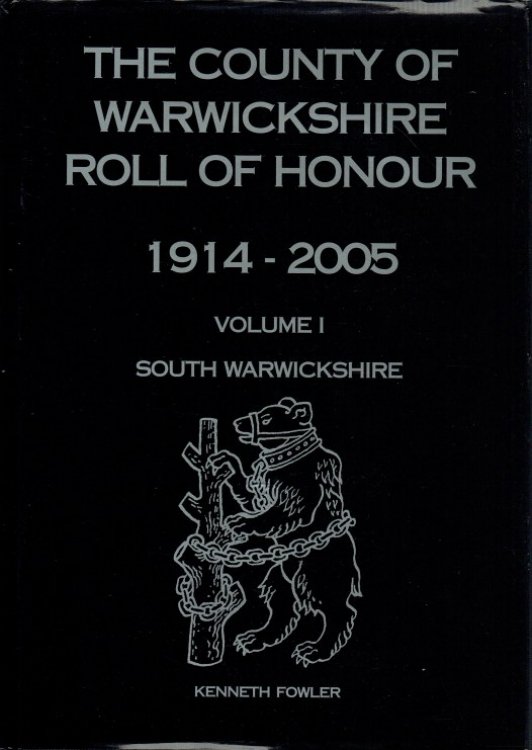 THE COUNTY OF
WARWICKSHIRE
ROLL OF HONOUR
1914 - 2005
VOLUME I
SOUTH WARWICKSHIRE
KENNETH FOWLER